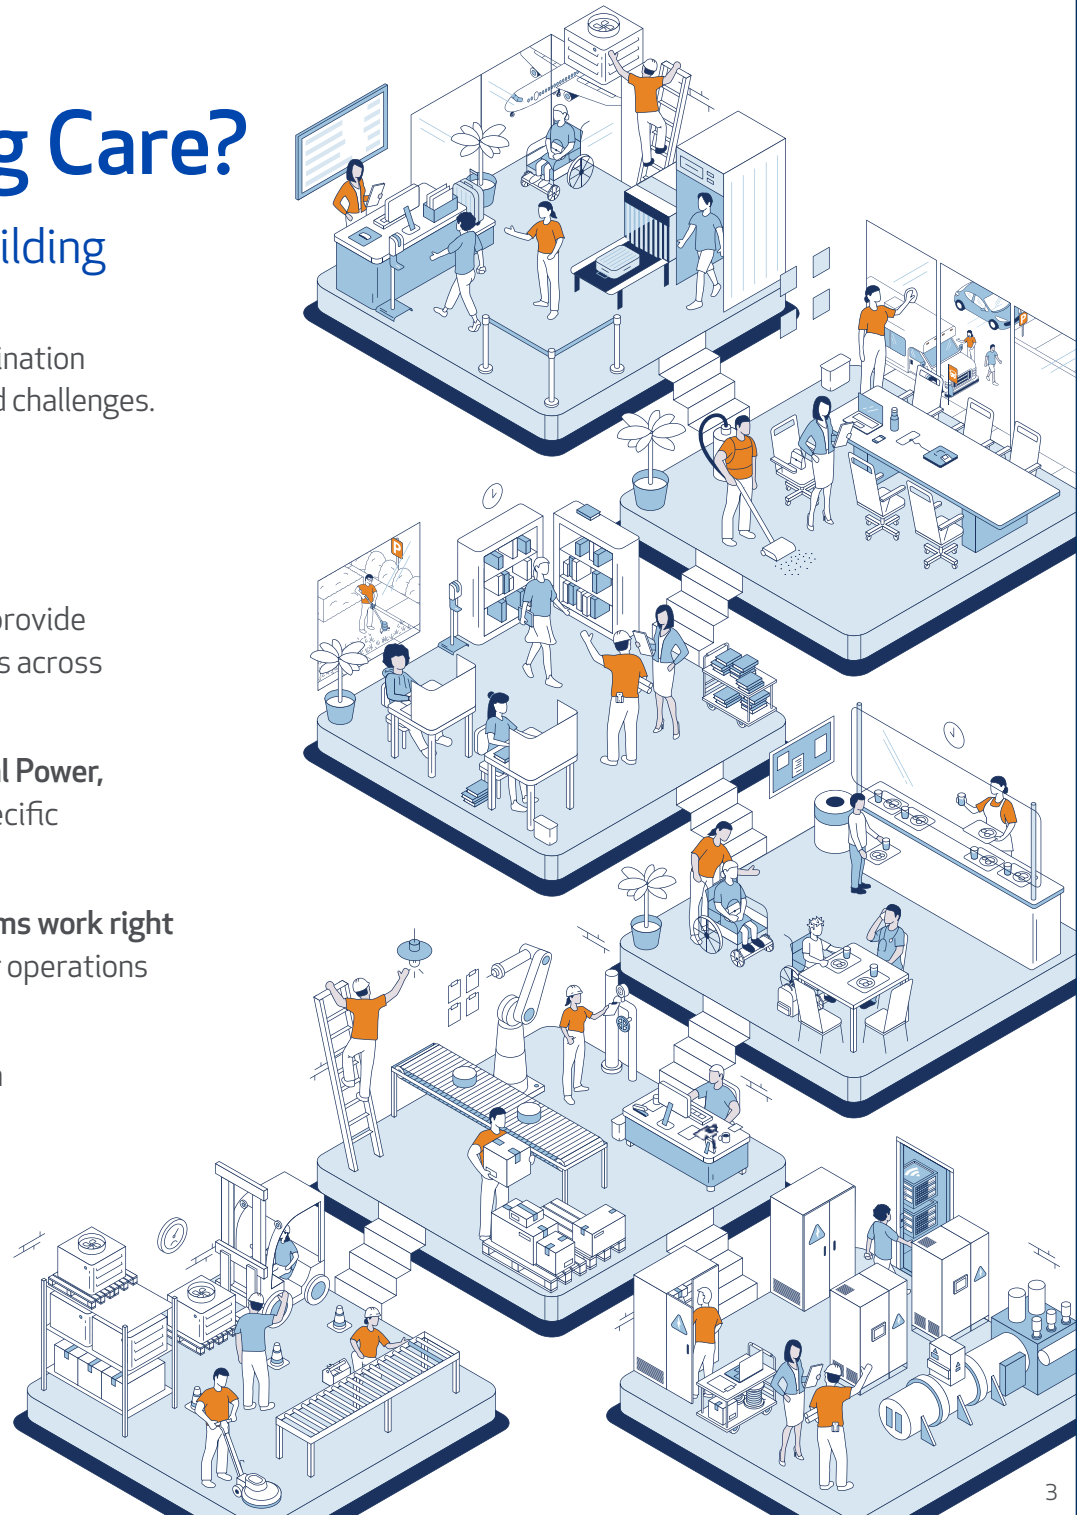 g Care?
ilding
ination
d challenges.
provide
s across
l Power,
ecific
ms work right
r operations
n
P
P
3